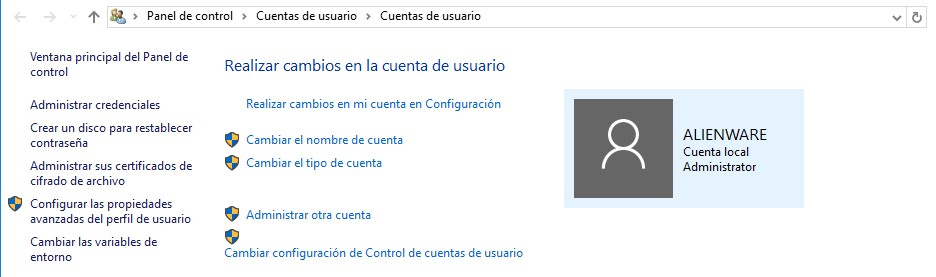 Panel de control > Cuentas de usuario > Cuentas de usuario
Ventana principal del Panel de
control
Administrar credenciales
Crear un disco para restablecer
contraseña
Administrar sus certificados de
cifrado de archivo
Configurar las propiedades
avanzadas del perfil de usuario
Cambiar las variables de
entorno
Realizar cambios en la cuenta de usuario
Realizar cambios en mi cuenta en Configuración
Cambiar el nombre de cuenta
Cambiar el tipo de cuenta
Administrar otra cuenta
Cambiar configuración de Control de cuentas de usuario
ALIENWARE
Cuenta local
Administrator